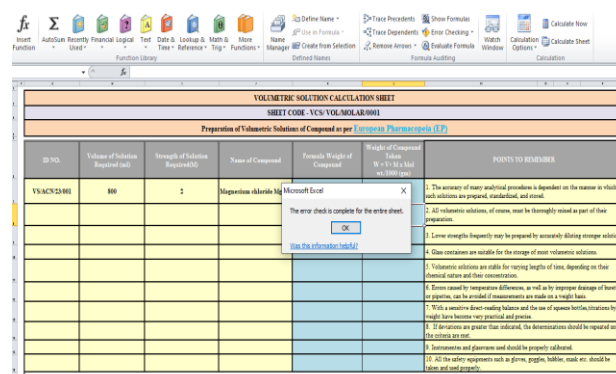 fx Σ
Insert AutoSum Recently Financial Logical Text Date & Lookup & Math & More
Function Used Time Reference Trig Functions
Function Library
Name
Manager
Define Name
Use in Formula
Create from Selection
Defined Names
Trace Precedents Show Formulas
Trace Dependents Error Checking
Remove Arrows Evaluate Formula
Formula Auditing
Watch
Window
Calculation
Options
Calculate Now
Calculate Sheet
Calculation
fx
VOLUMETRIC SOLUTION CALCULATION SHEET
SHEET CODE - VCS/ VOL/MOLAR/0001
Preparation of Volumetric Solutions of Compound as per European Pharmacopeia (EP)
ID NO.
Volume of Solution
Required (ml)
Strength of Solution
Required(M)
Name of Compound
Formula Weight of
Compound
Weight of Compound
Taken
W = V× M x Mol
wt./1000 (gm)
POINTS TO REMEMBER
VS/ACN/23/001 800 2 Magnesium chloride Mg
Microsoft Excel X
The error check is complete for the entire sheet.
OK
Was this information helpful?
1. The accuracy of many analytical procedures is dependent on the manner in which
such solutions are prepared, standardized, and stored.
2. All volumetric solutions, of course, must be thoroughly mixed as part of their
preparation.
3. Lower strengths frequently may be prepared by accurately diluting stronger soluti
4. Glass containers are suitable for the storage of most volumetric solutions.
5. Volumetric solutions are stable for varying lengths of time, depending on their
chemical nature and their concentration.
6. Errors caused by temperature differences, as well as by improper drainage of buret
or pipettes, can be avoided if measurements are made on a weight basis.
7. With a sensitive direct-reading balance and the use of squeeze bottles,titrations by
weight have become very practical and precise.
8. If deviations are greater than indicated, the determinations should be repeated un
the criteria are met.
9. Instrumentes and glasswares used should be properly calibrated.
10. All the safety equipments such as gloves, goggles, bubbler, mask etc. should be
taken and used properly.